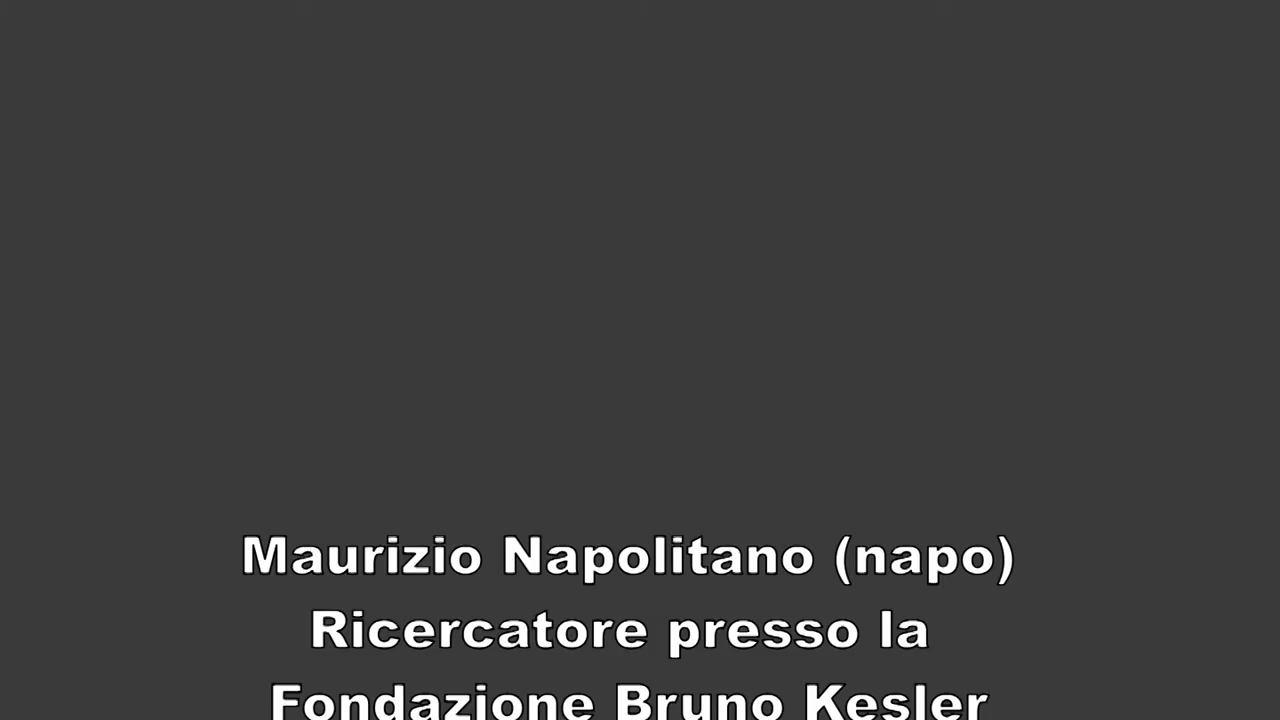 Maurizio Napolitano (napo)
Ricercatore presso la
Fondazione Bruno Kesler